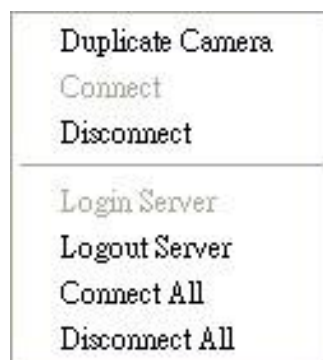 Duplicate Camera
Connect
Disconnect
Login Server
Logout Server
Connect All
Disconnect All